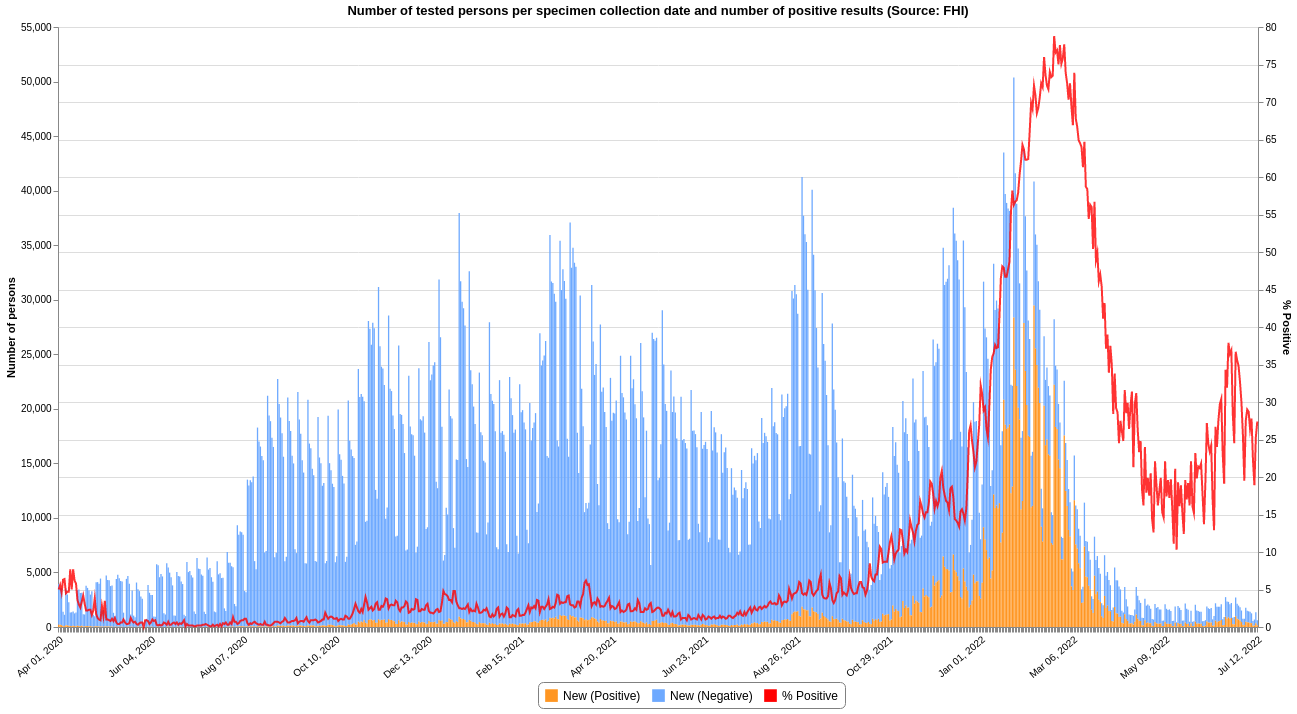 Number of tested persons per specimen collection date and number of positive results (Source: FHI)
55,000
50,000
45,000
40,000
35,000
30,000
25,000
20,000
15,000
10,000
5,000
0
Number of persons
80
75
70
65
60
55
50
45
40
35
30
25
20
15
10
5
0
% Positive
Apr 01, 2020
Jun 04, 2020
Aug 07, 2020
Oct 10, 2020
Dec 13, 2020
Feb 15, 2021
Apr 20, 2021
Jun 23, 2021
Aug 26, 2021
Oct 29, 2021
Jan 01, 2022
Mar 06, 2022
May 09, 2022
Jul 12, 2022
New (Positive) New (Negative) % Positive